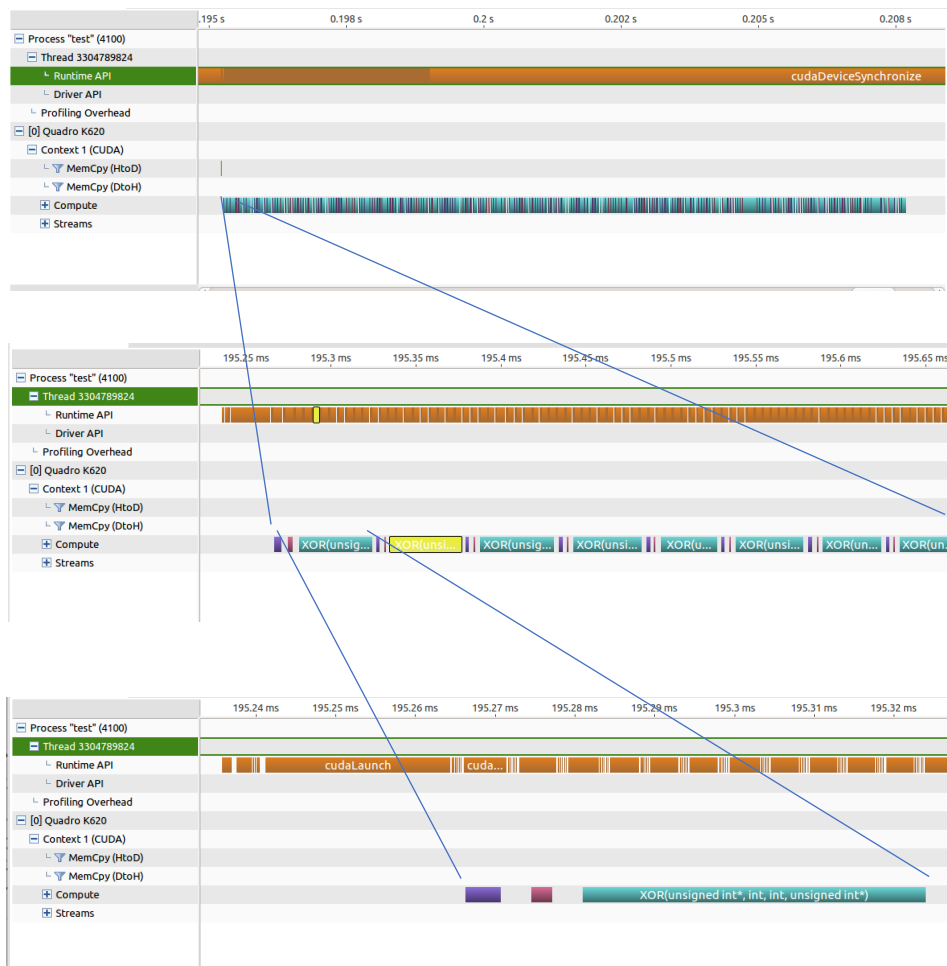 .195 s 0.198 s 0.2 s 0.202 s 0.205 s 0.208 s
Process "test" (4100)
Thread 3304789824
Runtime API cudaDeviceSynchronize
Driver API
Profiling Overhead
[0] Quadro K620
Context 1 (CUDA)
MemCpy (HtoD)
MemCpy (DtoH)
Compute
Streams
195.25 ms 195.3 ms 195.35 ms 195.4 ms 195.45 ms 195.5 ms 195.55 ms 195.6 ms 195.65 ms
Process "test" (4100)
Thread 3304789824
Runtime API
Driver API
Profiling Overhead
[0] Quadro K620
Context 1 (CUDA)
MemCpy (HtoD)
MemCpy (DtoH)
Compute XOR(unsig... XOR(unsi... XOR(unsig... XOR(unsi... XOR(u... XOR(unsi... XOR(un... XOR(un.
Streams
195.24 ms 195.25 ms 195.26 ms 195.27 ms 195.28 ms 195.29 ms 195.3 ms 195.31 ms 195.32 ms
Process "test" (4100)
Thread 3304789824
Runtime API cudaLaunch cuda...
Driver API
Profiling Overhead
[0] Quadro K620
Context 1 (CUDA)
MemCpy (HtoD)
MemCpy (DtoH)
Compute XOR(unsigned int*, int, int, unsigned int*)
Streams